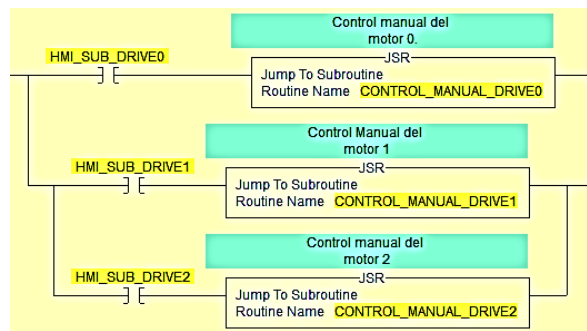 Control manual del
motor 0.
HMI_SUB_DRIVE0
JSR
Jump To Subroutine
Routine Name CONTROL_MANUAL_DRIVE0
Control Manual del
motor 1
HMI_SUB_DRIVE1
JSR
Jump To Subroutine
Routine Name CONTROL_MANUAL_DRIVE1
Control manual del
motor 2
HMI_SUB_DRIVE2
JSR
Jump To Subroutine
Routine Name CONTROL_MANUAL_DRIVE2